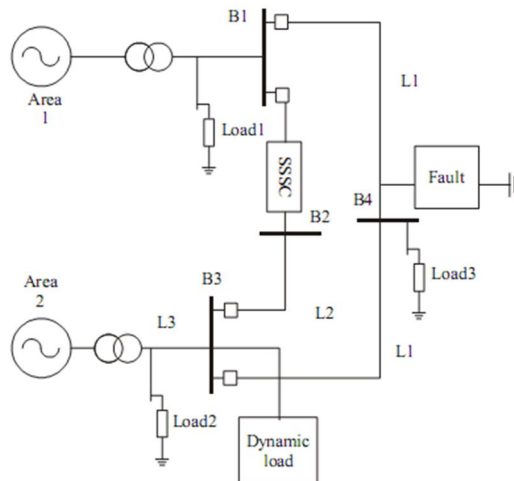 B1
Area
1
Load1
L1
SSSC
Fault
B2
B4
Area
2
B3
Load3
L3
L2
L1
Load2
Dynamic
load